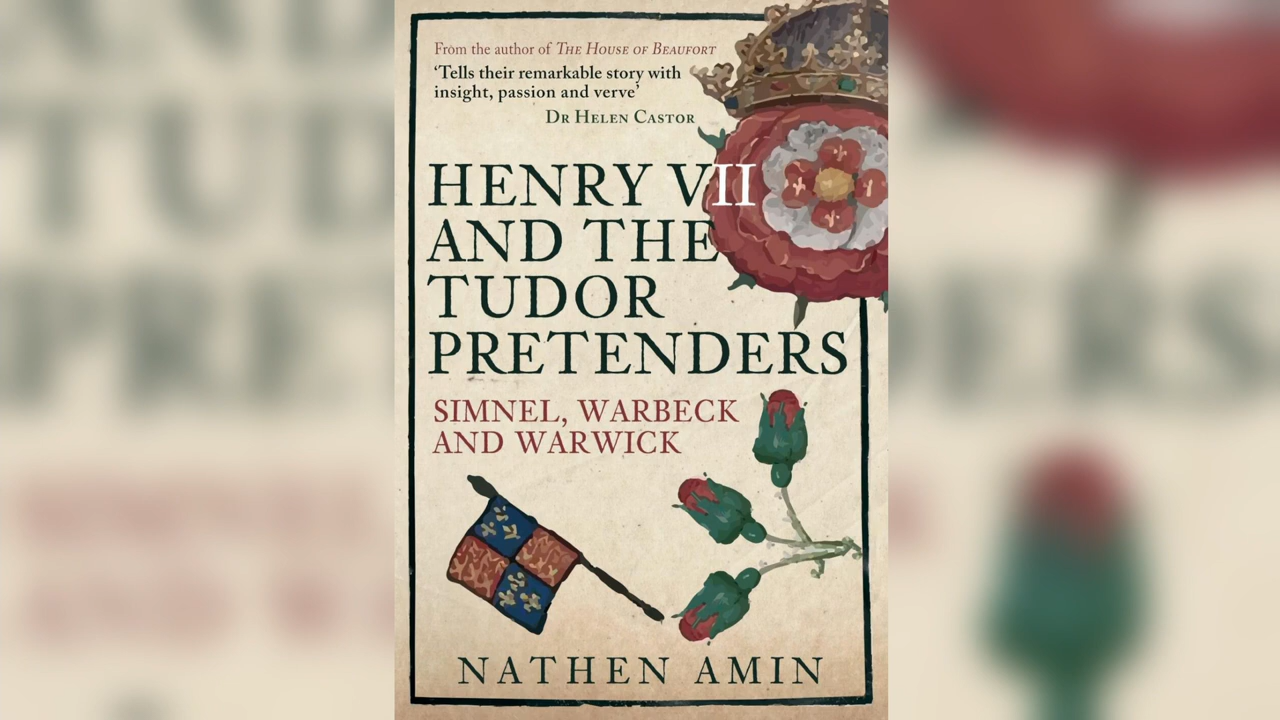 From the author of THE HOUSE OF BEAUFORT
‘Tells their remarkable story with
insight, passion and verve’
DR HELEN CASTOR
HENRY VII
AND THE
TUDOR
PRETENDERS
SIMNEL, WARBECK
AND WARWICK
NATHEN AMIN